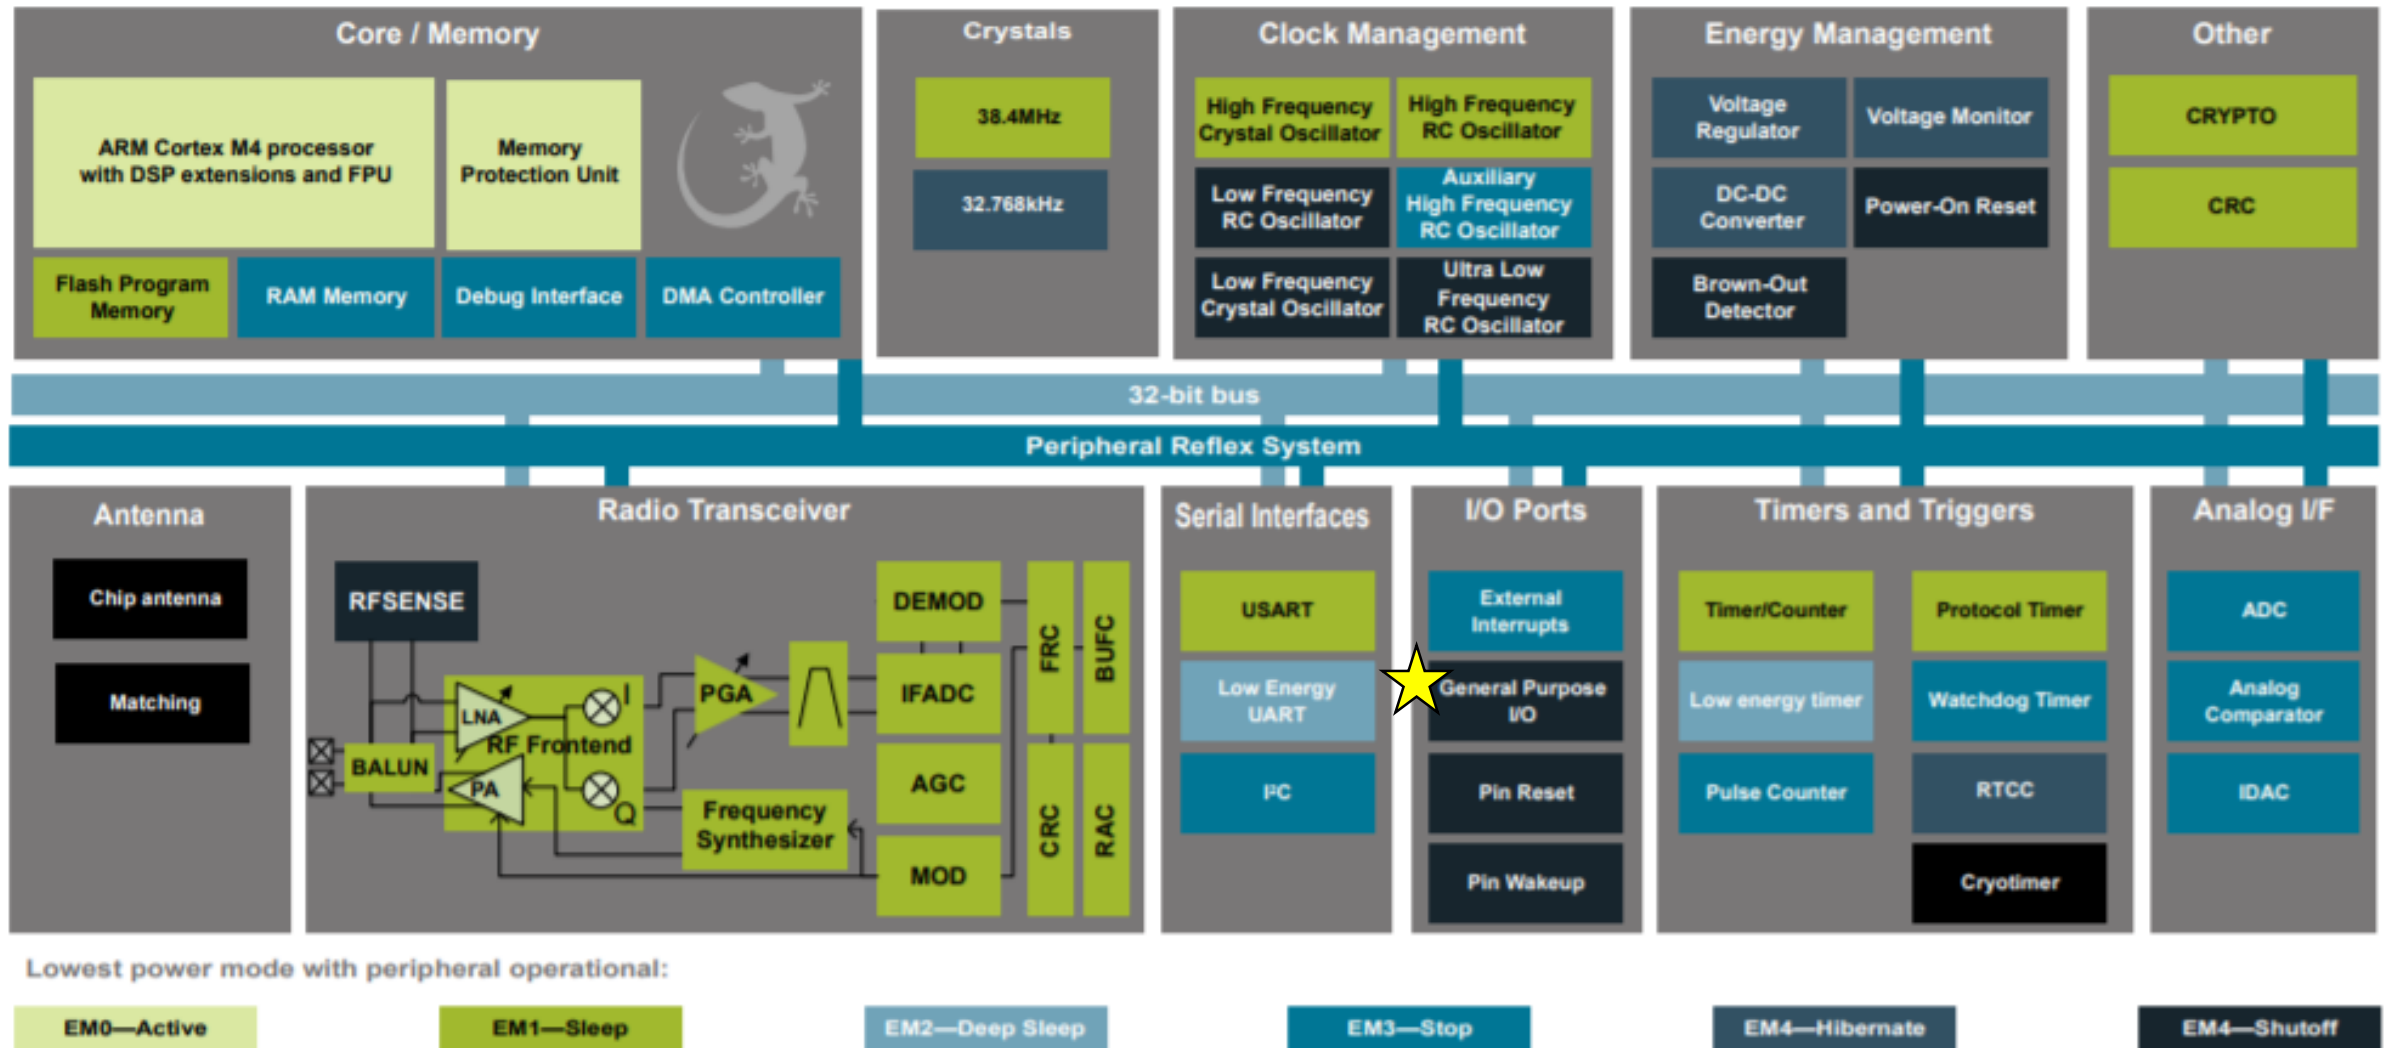 Core / Memory
ARM Cortex M4 processor
with DSP extensions and FPU
Memory
Protection Unit
Flash Program
Memory
RAM Memory
Debug Interface
DMA Controller
Crystals
38.4MHz
32.768kHz
Clock Management
High Frequency
Crystal Oscillator
High Frequency
RC Oscillator
Low Frequency
RC Oscillator
Auxiliary
High Frequency
RC Oscillator
Low Frequency
Crystal Oscillator
Ultra Low
Frequency
RC Oscillator
Energy Management
Voltage
Regulator
Voltage Monitor
DC-DC
Converter
Power-On Reset
Brown-Out
Detector
Other
CRYPTO
CRC
32-bit bus
Peripheral Reflex System
Antenna
Chip antenna
Matching
Radio Transceiver
RFSENSE
LNA
I
RF Frontend
BALUN
PA
Q
PGA
Frequency
Synthesizer
DEMOD
IFADC
AGC
MOD
FRC
BUFC
CRC
RAC
Serial Interfaces
USART
Low Energy
UART
I²C
I/O Ports
External
Interrupts
General Purpose
I/O
Pin Reset
Pin Wakeup
Timers and Triggers
Timer/Counter
Protocol Timer
Low energy timer
Watchdog Timer
Pulse Counter
RTCC
Cryotimer
Analog I/F
ADC
Analog
Comparator
IDAC
Lowest power mode with peripheral operational:
EM0—Active
EM1—Sleep
EM2—Deep Sleep
EM3—Stop
EM4—Hibernate
EM4—Shutoff